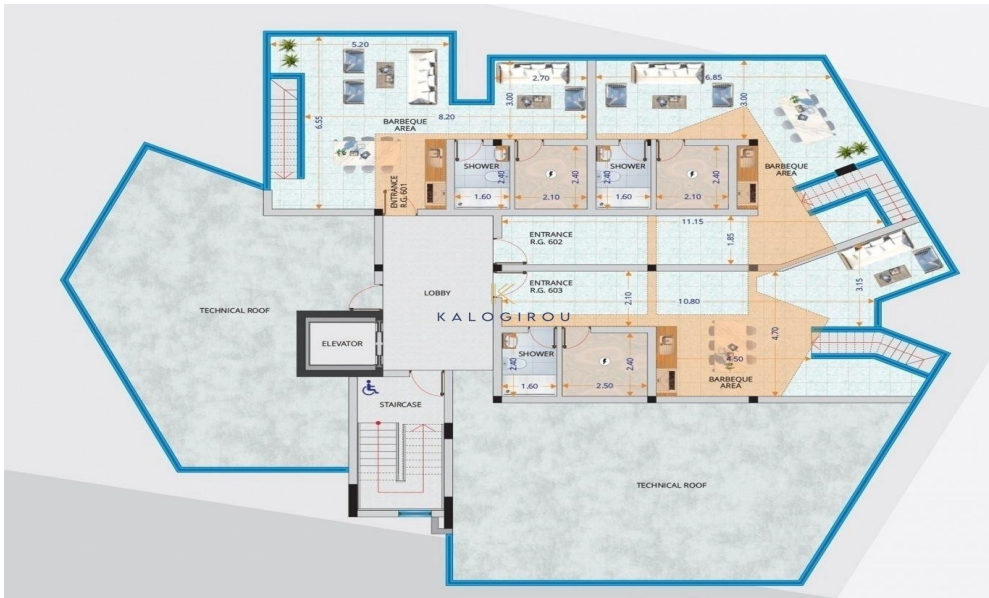 5.20
2.70
6.85
3.00
3.00
6.55
8.20
BARBEQUE
AREA
SHOWER
2.40
1.60
2.40
2.10
SHOWER
2.40
1.60
2.40
2.10
BARBEQUE
AREA
ENTRANCE
R.G. 601
11.15
1.85
ENTRANCE
R.G. 602
ENTRANCE
R.G. 603
LOBBY
2.10
10.80
3.15
4.70
TECHNICAL ROOF
KALOGIROU
ELEVATOR
SHOWER
2.40
1.60
2.40
2.50
4.50
BARBEQUE
AREA
STAIRCASE
TECHNICAL ROOF